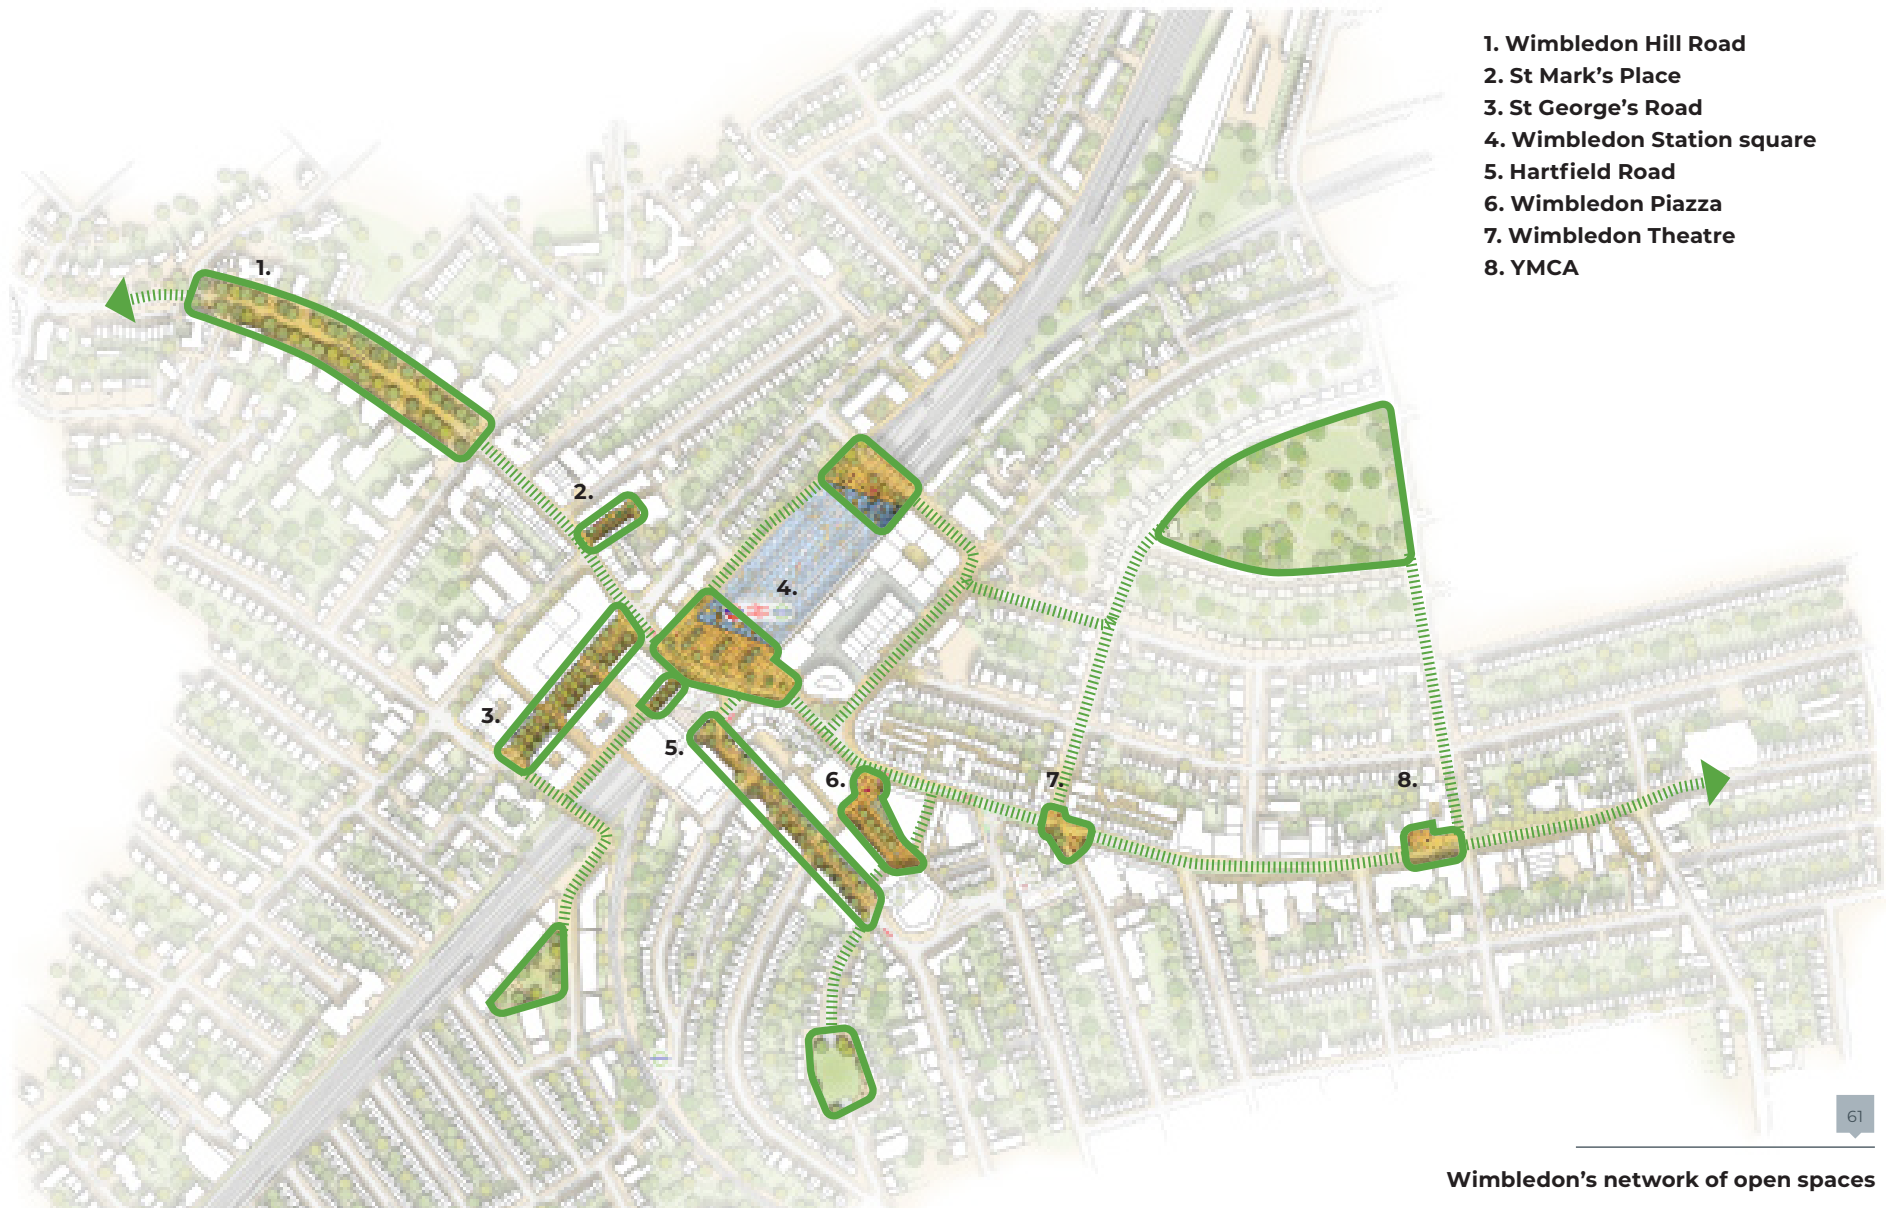 1. Wimbledon Hill Road
2. St Mark’s Place
3. St George’s Road
4. Wimbledon Station square
5. Hartfield Road
6. Wimbledon Piazza
7. Wimbledon Theatre
8. YMCA
1.
2.
4.
3.
5.
6.
7.
8.
61
Wimbledon’s network of open spaces